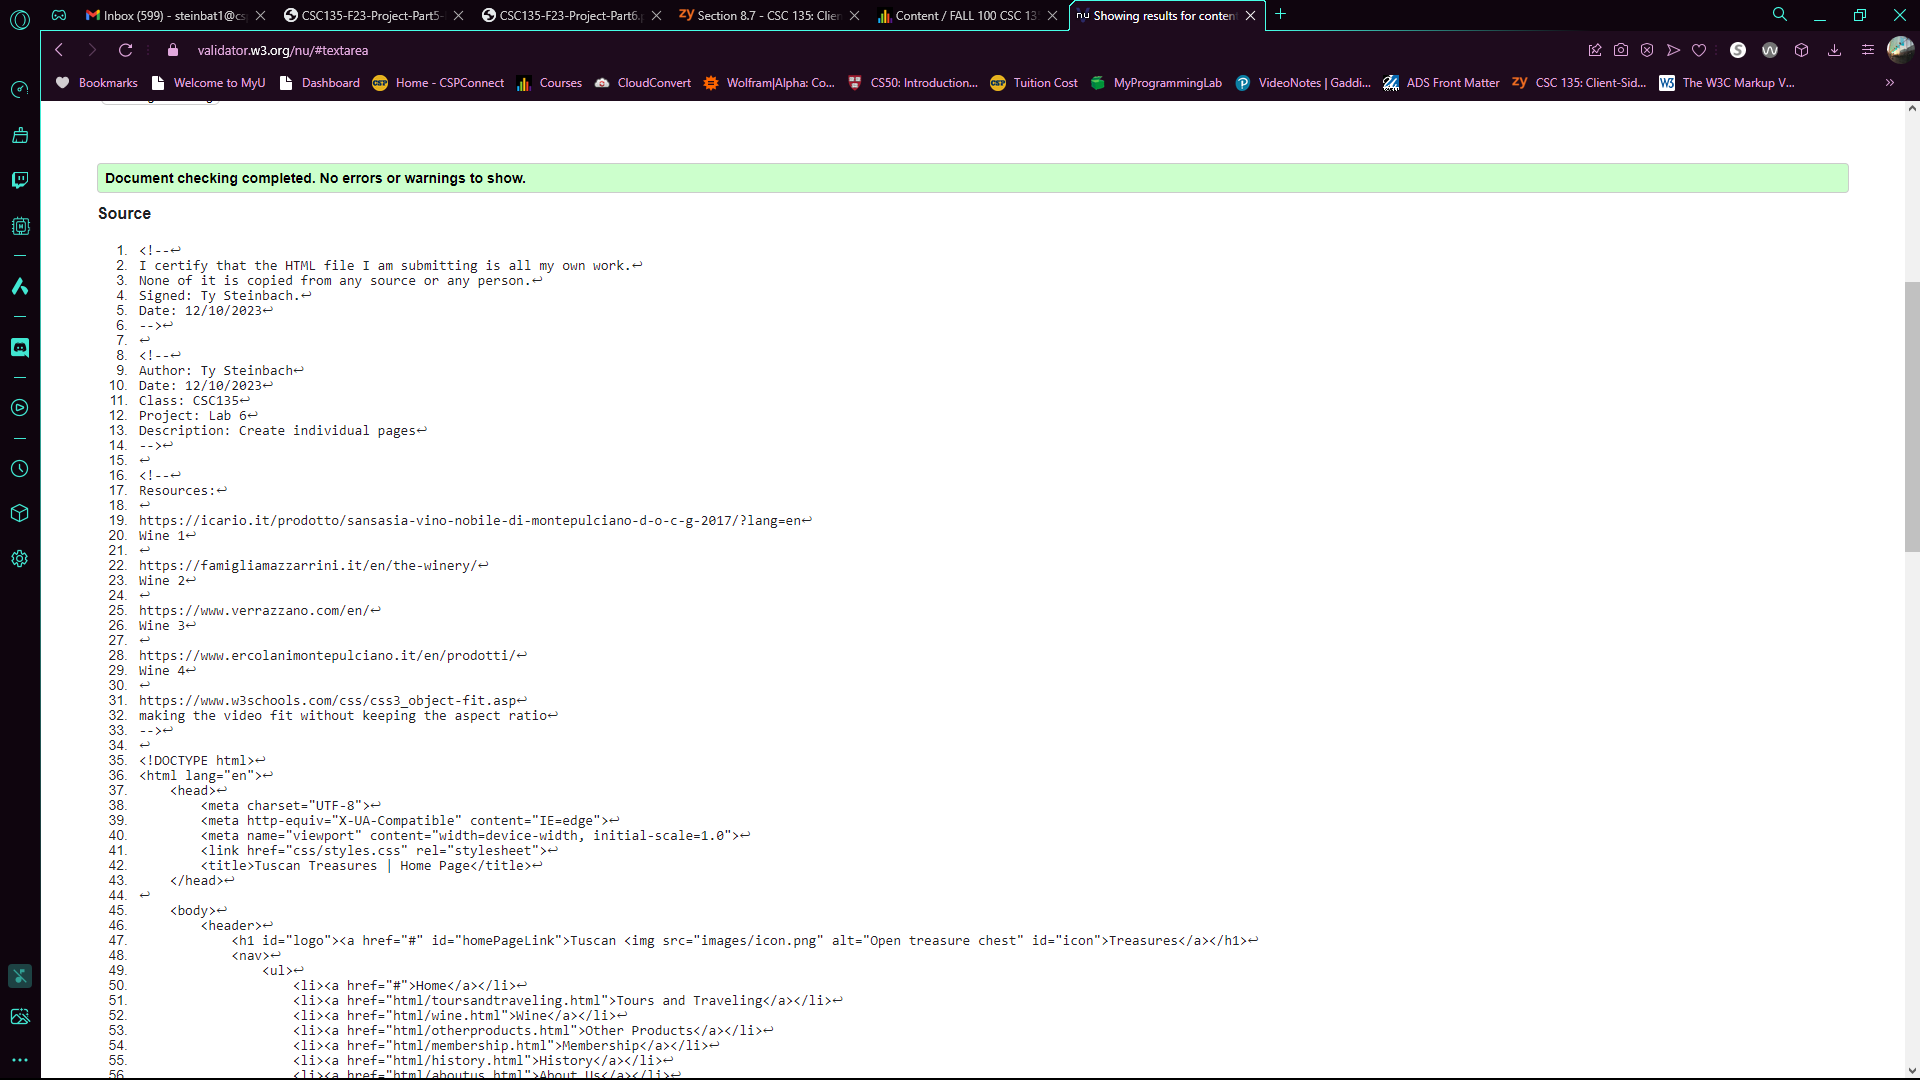 Inbox (599) - steinbat1@cs
CSC135-F23-Project-Part5-
CSC135-F23-Project-Part6.
zy Section 8.7 - CSC 135: Clien
Content / FALL 100 CSC 13
nu Showing results for conten
validator.w3.org/nu/#textarea
Bookmarks
Welcome to MyU
Dashboard
CSP Home - CSPConnect
Courses
CloudConvert
Wolfram|Alpha: Co...
CS50: Introduction...
CSP Tuition Cost
MyProgrammingLab
VideoNotes | Gaddi...
ADS Front Matter
zy CSC 135: Client-Sid...
W3 The W3C Markup V...
Document checking completed. No errors or warnings to show.
Source
1. <!--↩
2. I certify that the HTML file I am submitting is all my own work.↩
3. None of it is copied from any source or any person.↩
4. Signed: Ty Steinbach.↩
5. Date: 12/10/2023↩
6. -->↩
7. ↩
8. <!--↩
9. Author: Ty Steinbach↩
10. Date: 12/10/2023↩
11. Class: CSC135↩
12. Project: Lab 6↩
13. Description: Create individual pages↩
14. -->↩
15. ↩
16. <!--↩
17. Resources:↩
18. ↩
19. https://icario.it/prodotto/sansasia-vino-nobile-di-montepulciano-d-o-c-g-2017/?lang=en↩
20. Wine 1↩
21. ↩
22. https://famigliamazzarrini.it/en/the-winery/↩
23. Wine 2↩
24. ↩
25. https://www.verrazzano.com/en/↩
26. Wine 3↩
27. ↩
28. https://www.ercolanimontepulciano.it/en/prodotti/↩
29. Wine 4↩
30. ↩
31. https://www.w3schools.com/css/css3_object-fit.asp↩
32. making the video fit without keeping the aspect ratio↩
33. -->↩
34. ↩
35. <!DOCTYPE html>↩
36. <html lang="en">↩
37. <head>↩
38. <meta charset="UTF-8">↩
39. <meta http-equiv="X-UA-Compatible" content="IE=edge">↩
40. <meta name="viewport" content="width=device-width, initial-scale=1.0">↩
41. <link href="css/styles.css" rel="stylesheet">↩
42. <title>Tuscan Treasures | Home Page</title>↩
43. </head>↩
44. ↩
45. <body>↩
46. <header>↩
47. <h1 id="logo"><a href="#" id="homePageLink">Tuscan <img src="images/icon.png" alt="Open treasure chest" id="icon">Treasures</a></h1>↩
48. <nav>↩
49. <ul>↩
50. <li><a href="#">Home</a></li>↩
51. <li><a href="html/toursandtraveling.html">Tours and Traveling</a></li>↩
52. <li><a href="html/wine.html">Wine</a></li>↩
53. <li><a href="html/otherproducts.html">Other Products</a></li>↩
54. <li><a href="html/membership.html">Membership</a></li>↩
55. <li><a href="html/history.html">History</a></li>↩
56. <li><a href="html/aboutus.html">About Us</a></li>↩